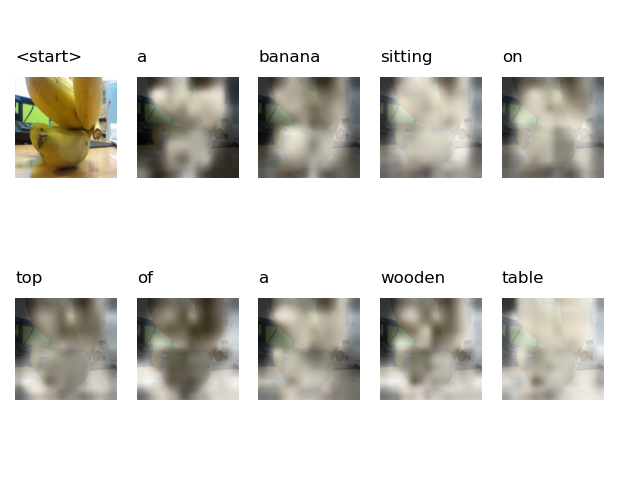 <start> a banana sitting on
top of a wooden table